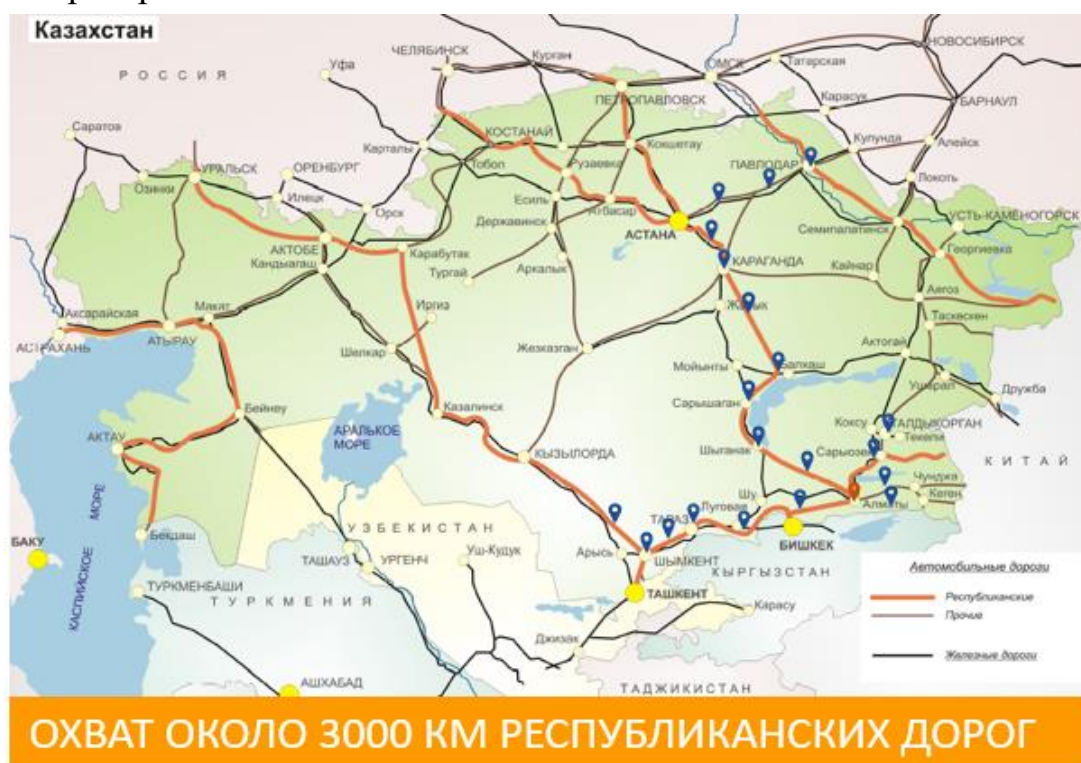 Казахстан
РОССИЯ
ЧЕЛЯБИНСК
Курган
Уфа
ОМСК
Татарская
НОВОСИБИРСК
ПЕТРОПАВЛОВСК
Карасук
БАРНАУЛ
Саратов
КОСТАНАЙ
Карталы
Тобол
Рузаевка
Кокшетау
ПАВЛОДАР
Кулунда
Алейск
УРАЛЬСК
ОРЕНБУРГ
Озинки
Илецк
Орск
Есиль
Атбасар
Локоть
Державинск
АСТАНА
Семипалатинск
УСТЬ-КАМЕНОГОРСК
АКТОБЕ
Кандыагаш
Карабутак
Тургай
Аркалык
КАРАГАНДА
Кайнар
Георгиевка
Аягоз
Макат
Иргиз
Жарык
Таскескен
Аксарайская
АСТРАХАНЬ
АТЫРАУ
Шелкар
Жезказган
Мойынты
Балхаш
Актогай
Ушарал
Дружба
Бейнеу
Казалинск
Сарышаган
АКТАУ
АРАЛЬКОЕ
МОРЕ
КЫЗЫЛОРДА
Шыганак
Коксу
ТАЛДЫКОРГАН
Текели
Сарыозек
КИТАЙ
Чунджа
Кеген
Алматы
Шу
Луговая
ТАРАЗ
БИШКЕК
Бекдаш
БАКУ
КАСПИЙСКОЕ МОРЕ
УЗБЕКИСТАН
ТАШАУЗ
УРГЕНЧ
Уш-Кудук
Арысь
ШЫМКЕНТ
КЫРГЫЗСТАН
ТУРКМЕНБАШИ
ТУРКМЕНИЯ
ТАШКЕНТ
Карасу
Джизак
АШХАБАД
ТАДЖИКИСТАН
Автомобильные дороги
Республиканские
Прочие
Железные дороги
ОХВАТ ОКОЛО 3000 КМ РЕСПУБЛИКАНСКИХ ДОРОГ